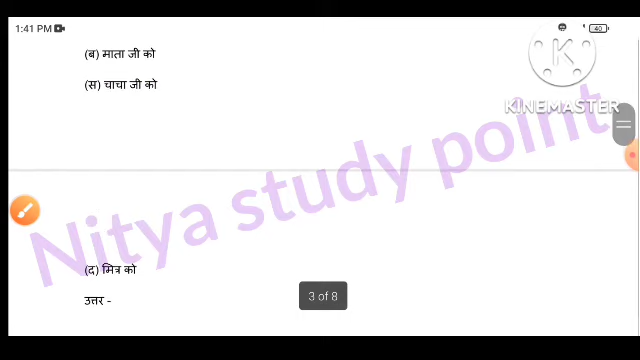 1:41 PM
40
(ब) माता जी को
(स) चाचा जी को
K
KINEMASTER
Nitya study point
(द) मित्र को
उत्तर -
3 of 8